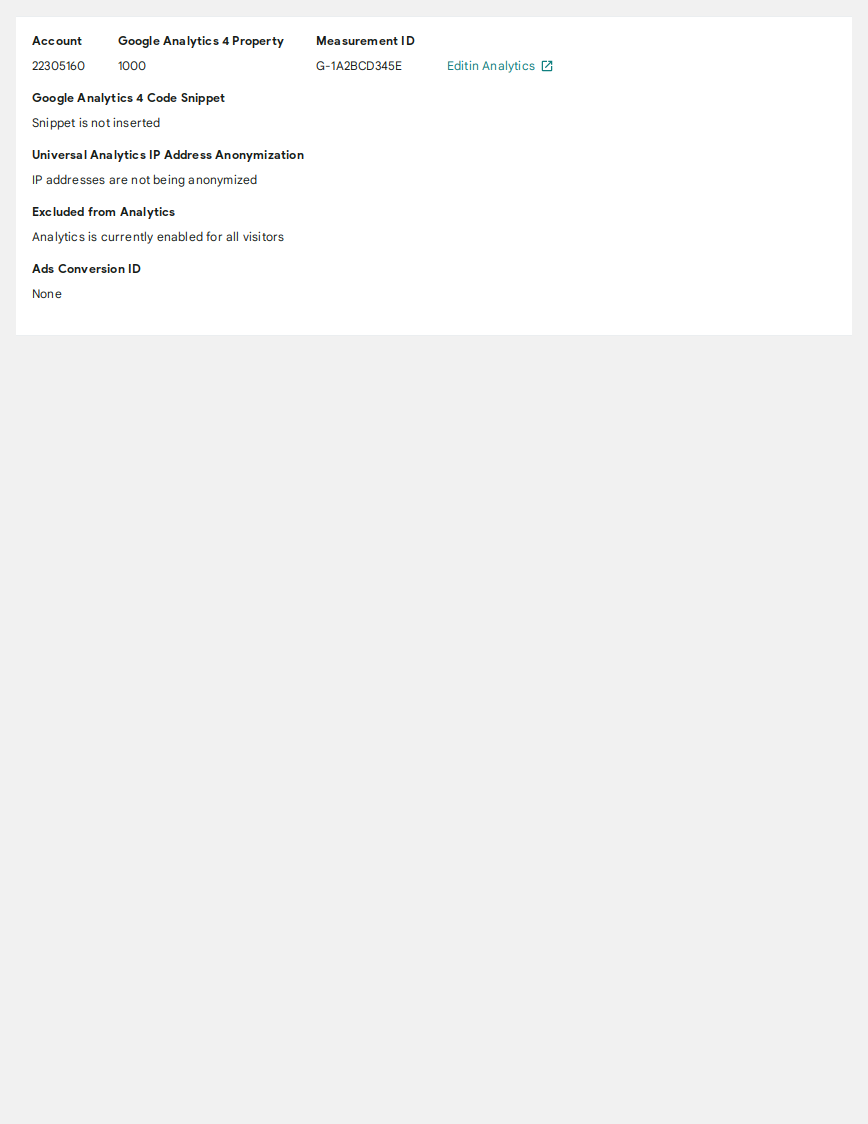 Account Google Analytics 4 Property Measurement ID
22305160 1000 G-1A2BCD345E Edit in Analytics
Google Analytics 4 Code Snippet
Snippet is not inserted
Universal Analytics IP Address Anonymization
IP addresses are not being anonymized
Excluded from Analytics
Analytics is currently enabled for all visitors
Ads Conversion ID
None